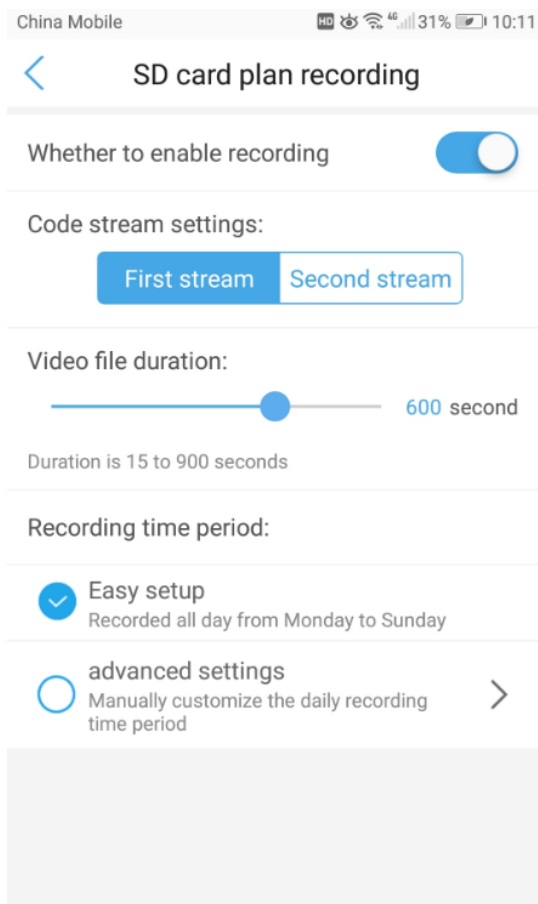 China Mobile HD 4G 31% 10:11
SD card plan recording
Whether to enable recording
Code stream settings:
First stream Second stream
Video file duration:
600 second
Duration is 15 to 900 seconds
Recording time period:
Easy setup
Recorded all day from Monday to Sunday
advanced settings
Manually customize the daily recording
time period